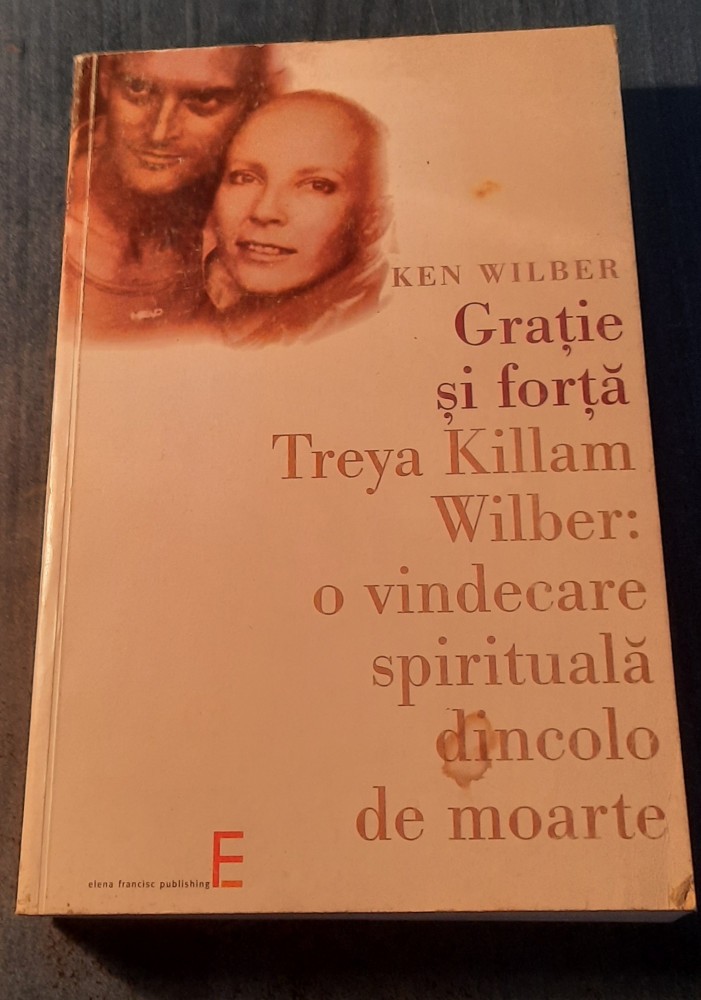 KEN WILBER
Grație
și forță
Treya Killam
Wilber:
o vindecare
spirituală
dincolo
de moarte
elena francisc publishing E